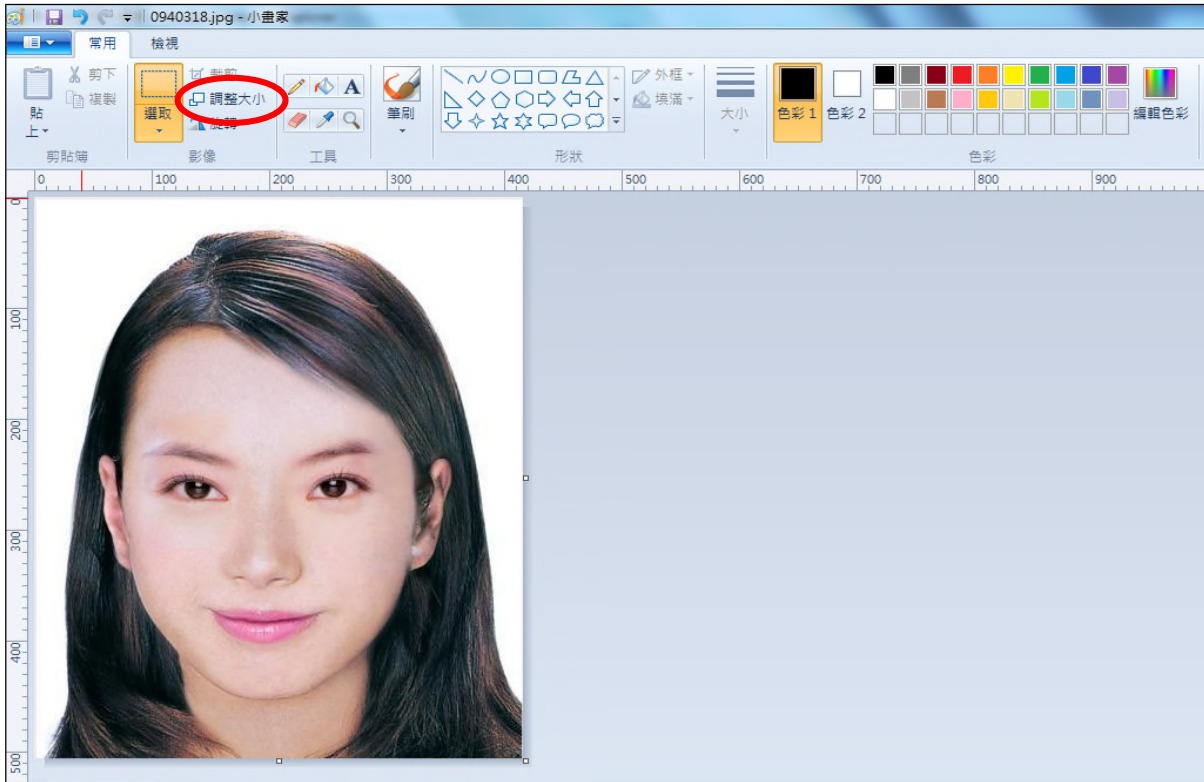 0940318.jpg - 小畫家
常用 檢視
貼上
剪下
複製
剪貼簿
選取
裁剪
調整大小
旋轉
影像
A
工具
筆刷
外框
填滿
形狀
大小
色彩 1
色彩 2
編輯色彩
色彩
0 100 200 300 400 500 600 700 800 900
0
100
200
300
400
500